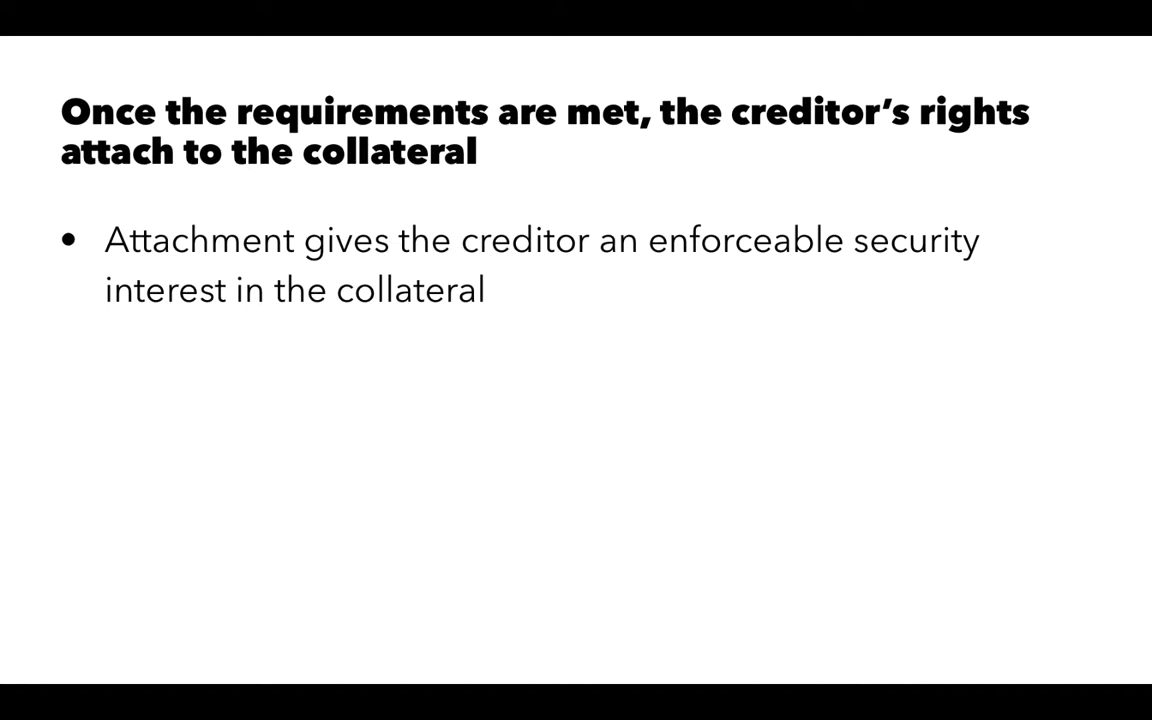 Once the requirements are met, the creditor’s rights
attach to the collateral
• Attachment gives the creditor an enforceable security
interest in the collateral